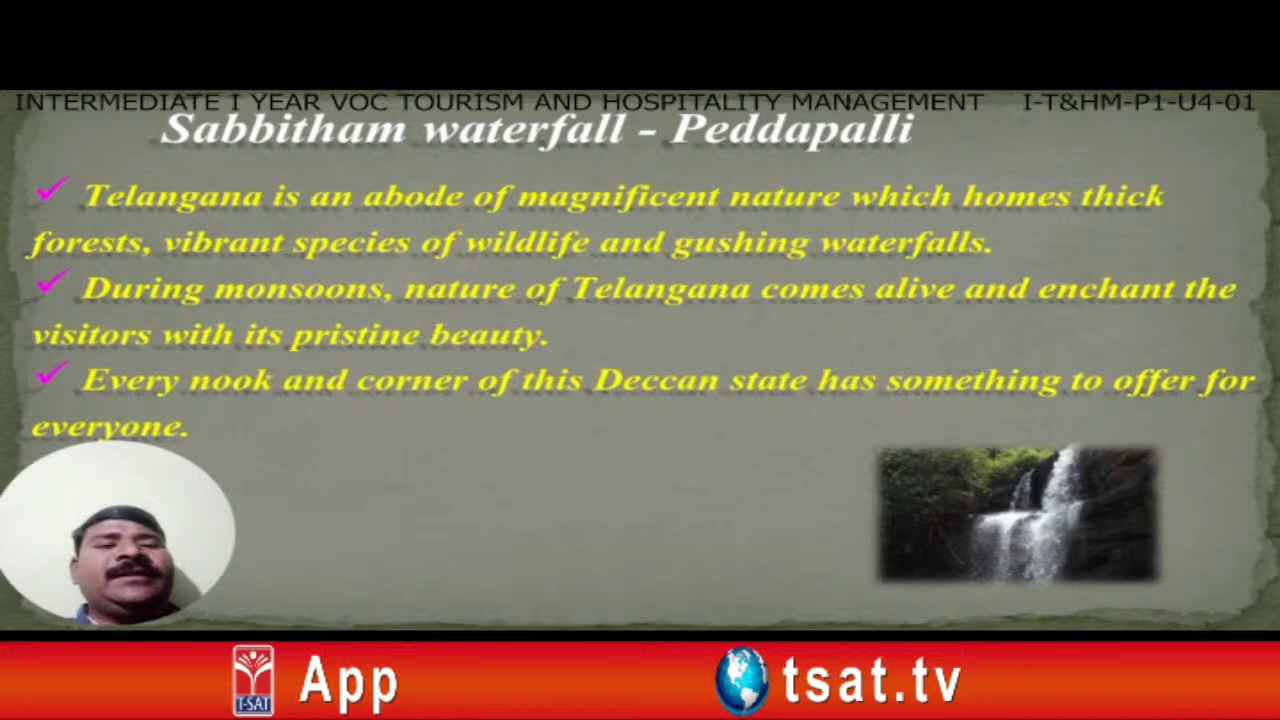 INTERMEDIATE I YEAR VOC TOURISM AND HOSPITALITY MANAGEMENT I-T&HM-P1-U4-01
Sabbitham waterfall - Peddapalli
Telangana is an abode of magnificent nature which homes thick
forests, vibrant species of wildlife and gushing waterfalls.
During monsoons, nature of Telangana comes alive and enchant the
visitors with its pristine beauty.
Every nook and corner of this Deccan state has something to offer for
everyone.
T-SAT App tsat.tv